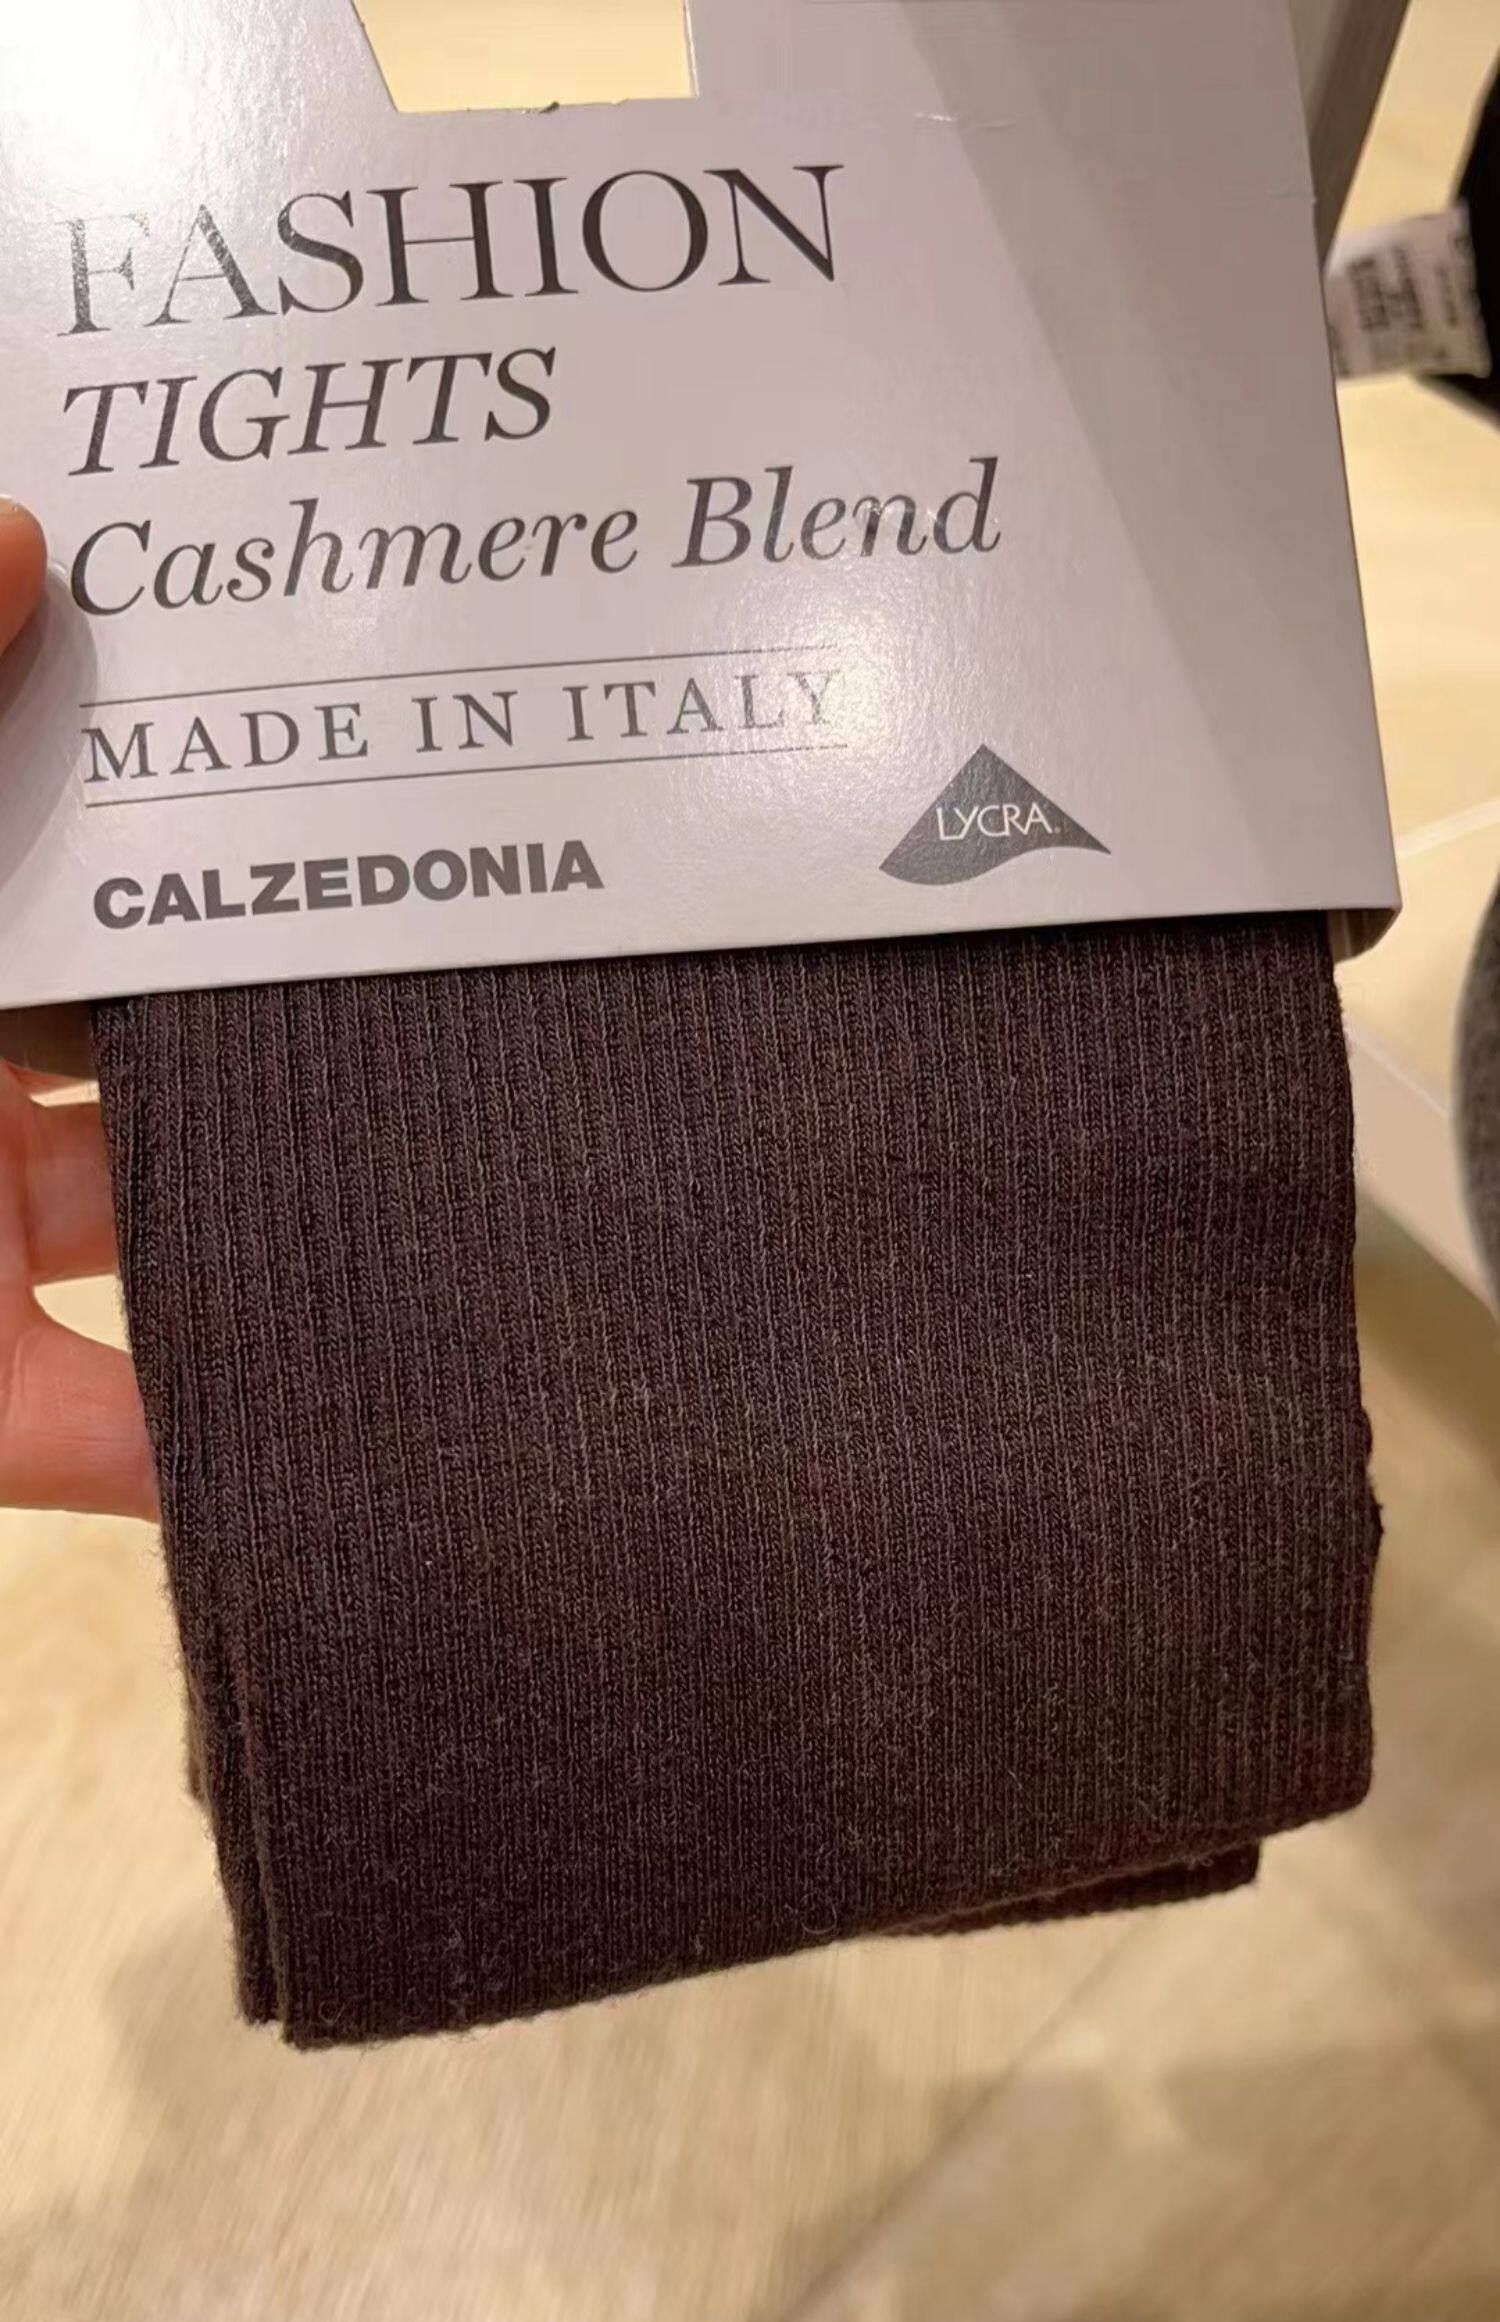 FASHION
TIGHTS
Cashmere Blend
MADE IN ITALY
CALZEDONIA
LYCRA®